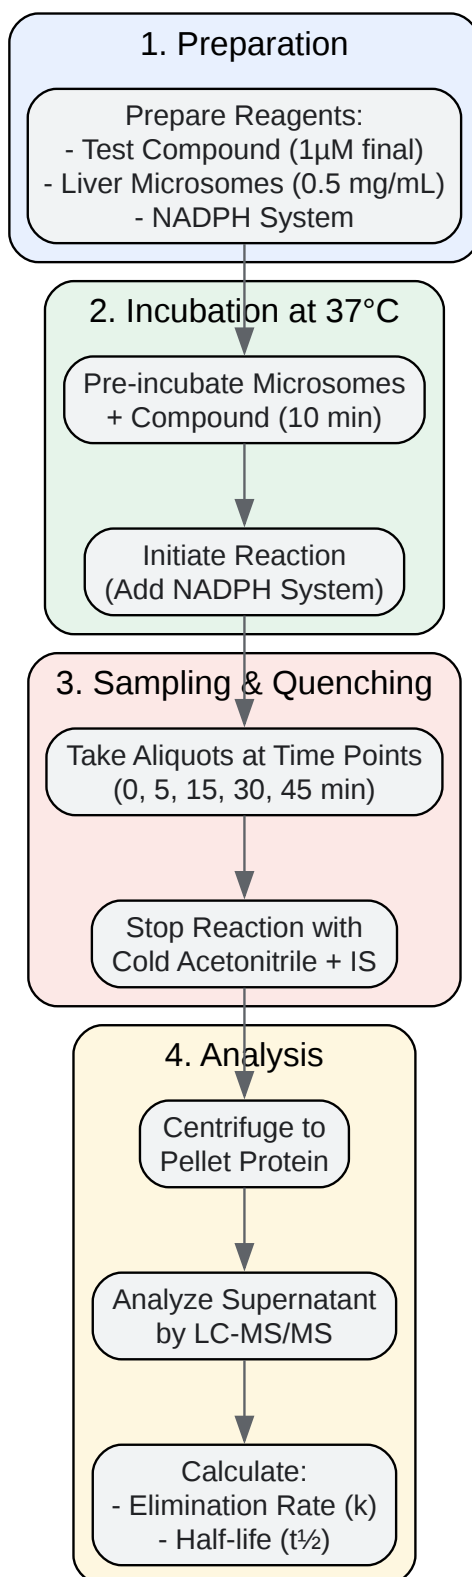 1. Preparation
Prepare Reagents:
- Test Compound (1µM final)
- Liver Microsomes (0.5 mg/mL)
- NADPH System
2. Incubation at 37°C
Pre-incubate Microsomes
+ Compound (10 min)
Initiate Reaction
(Add NADPH System)
3. Sampling & Quenching
Take Aliquots at Time Points
(0, 5, 15, 30, 45 min)
Stop Reaction with
Cold Acetonitrile + IS
4. Analysis
Centrifuge to
Pellet Protein
Analyze Supernatant
by LC-MS/MS
Calculate:
- Elimination Rate (k)
- Half-life (t½)